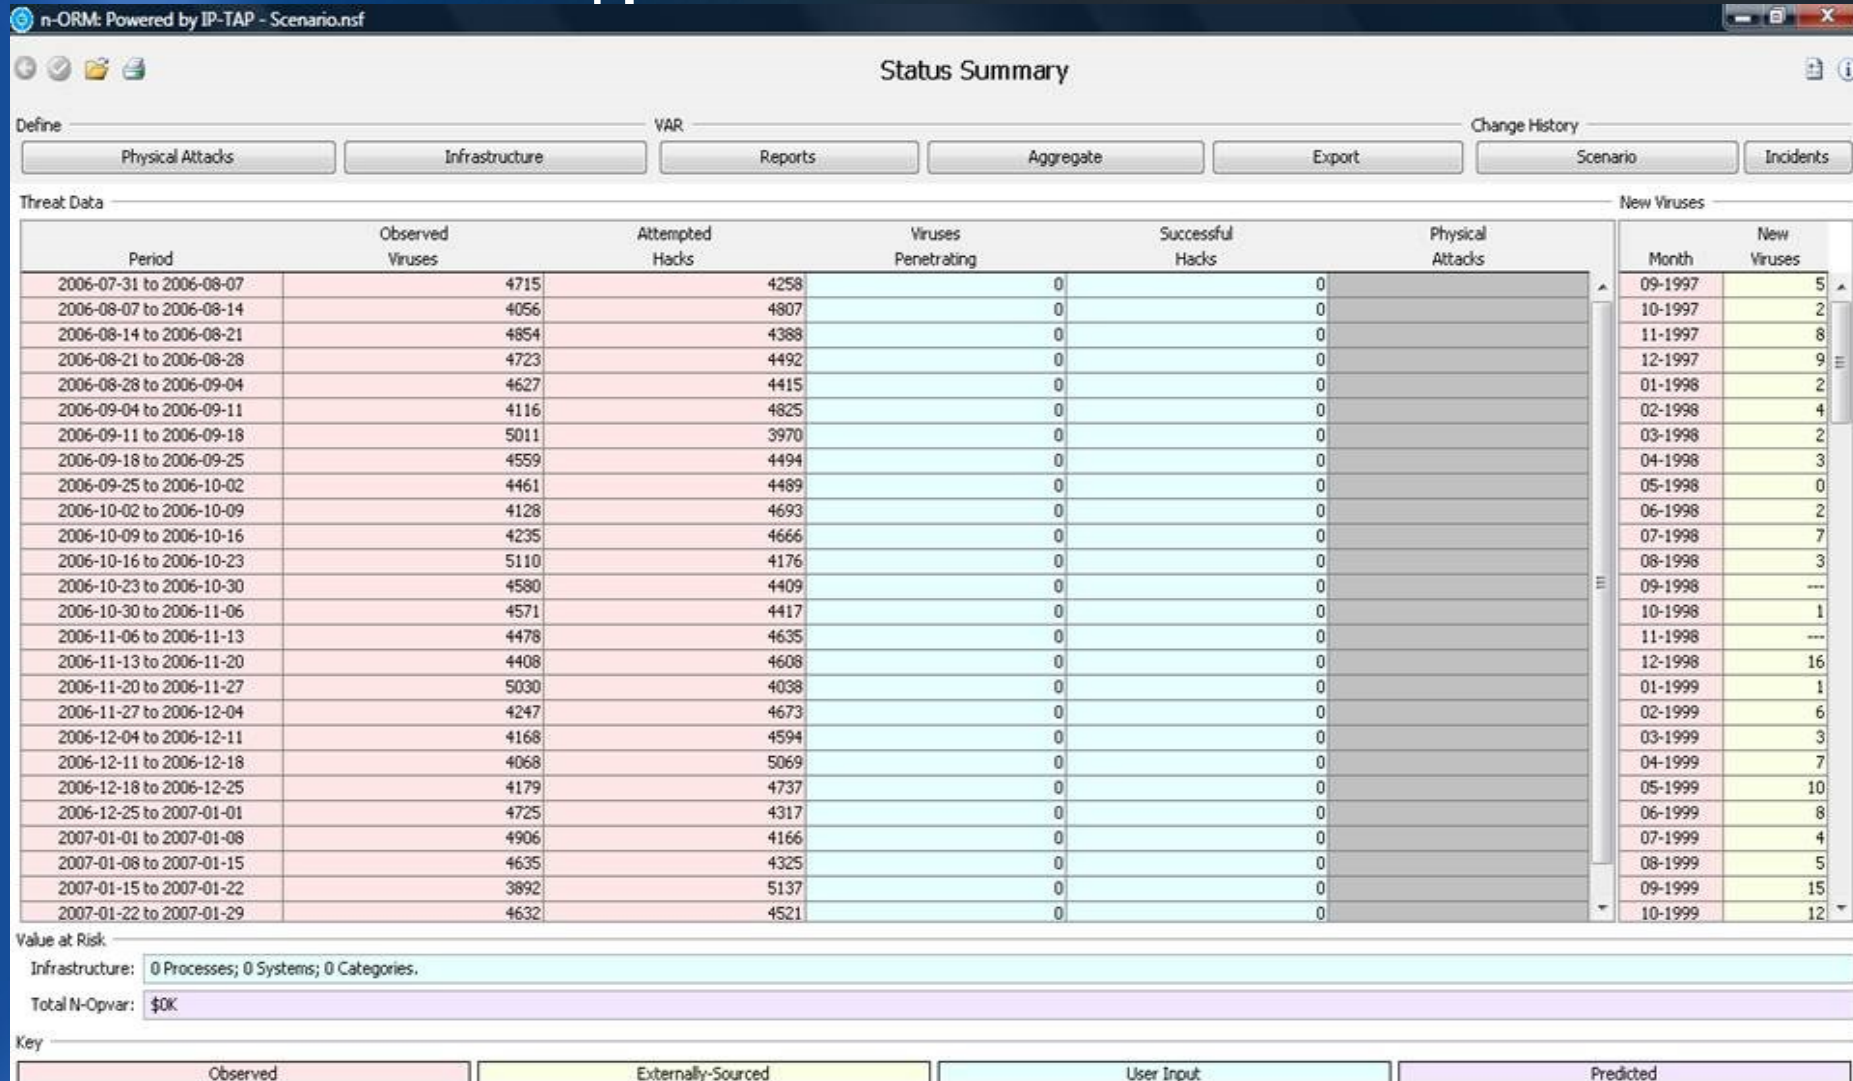 n-ORM: Powered by IP-TAP - Scenario.nsf
Status Summary
Define VAR Change History
Physical Attacks Infrastructure Reports Aggregate Export Scenario Incidents
Threat Data New Viruses
Observed Attempted Viruses Successful Physical New
Period Viruses Hacks Penetrating Hacks Attacks Month Viruses
2006-07-31 to 2006-08-07 4715 4258 0 0 09-1997 5
2006-08-07 to 2006-08-14 4056 4807 0 0 10-1997 2
2006-08-14 to 2006-08-21 4854 4388 0 0 11-1997 8
2006-08-21 to 2006-08-28 4723 4492 0 0 12-1997 9
2006-08-28 to 2006-09-04 4627 4415 0 0 01-1998 2
2006-09-04 to 2006-09-11 4116 4825 0 0 02-1998 4
2006-09-11 to 2006-09-18 5011 3970 0 0 03-1998 2
2006-09-18 to 2006-09-25 4559 4494 0 0 04-1998 3
2006-09-25 to 2006-10-02 4461 4489 0 0 05-1998 0
2006-10-02 to 2006-10-09 4128 4693 0 0 06-1998 2
2006-10-09 to 2006-10-16 4235 4666 0 0 07-1998 7
2006-10-16 to 2006-10-23 5110 4176 0 0 08-1998 3
2006-10-23 to 2006-10-30 4580 4409 0 0 09-1998 ---
2006-10-30 to 2006-11-06 4571 4417 0 0 10-1998 1
2006-11-06 to 2006-11-13 4478 4635 0 0 11-1998 ---
2006-11-13 to 2006-11-20 4408 4608 0 0 12-1998 16
2006-11-20 to 2006-11-27 5030 4038 0 0 01-1999 1
2006-11-27 to 2006-12-04 4247 4673 0 0 02-1999 6
2006-12-04 to 2006-12-11 4168 4594 0 0 03-1999 3
2006-12-11 to 2006-12-18 4068 5069 0 0 04-1999 7
2006-12-18 to 2006-12-25 4179 4737 0 0 05-1999 10
2006-12-25 to 2007-01-01 4725 4317 0 0 06-1999 8
2007-01-01 to 2007-01-08 4906 4166 0 0 07-1999 4
2007-01-08 to 2007-01-15 4635 4325 0 0 08-1999 5
2007-01-15 to 2007-01-22 3892 5137 0 0 09-1999 15
2007-01-22 to 2007-01-29 4632 4521 0 0 10-1999 12
Value at Risk
Infrastructure: 0 Processes; 0 Systems; 0 Categories.
Total N-Opvar: $0K
Key
Observed Externally-Sourced User Input Predicted